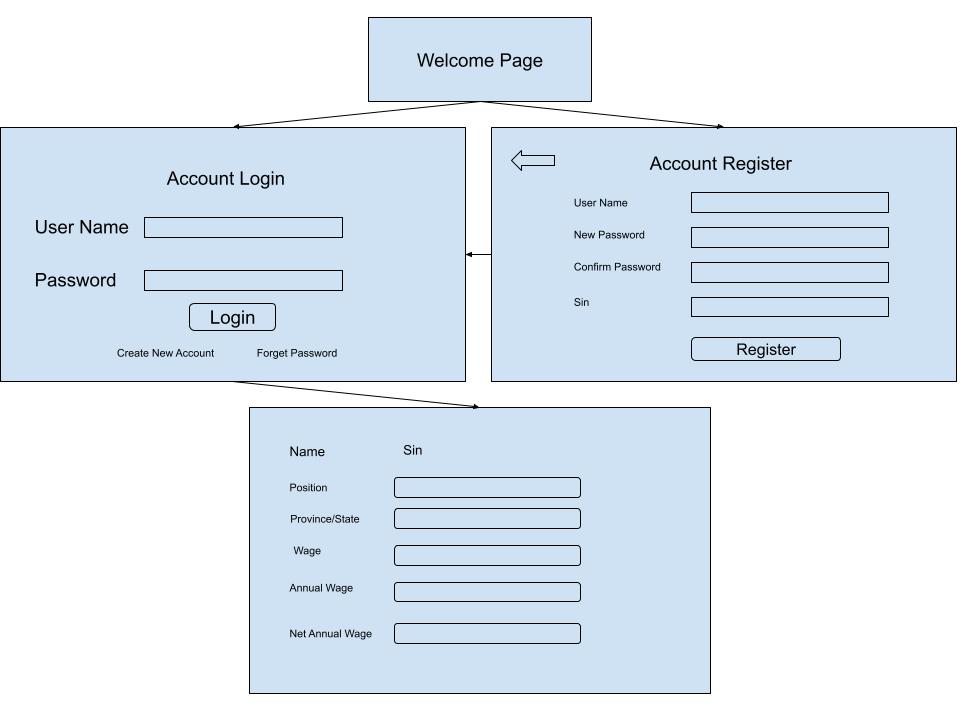 Welcome Page
Account Login
User Name
Password
Login
Create New Account Forget Password
Account Register
User Name
New Password
Confirm Password
Sin
Register
Name Sin
Position
Province/State
Wage
Annual Wage
Net Annual Wage